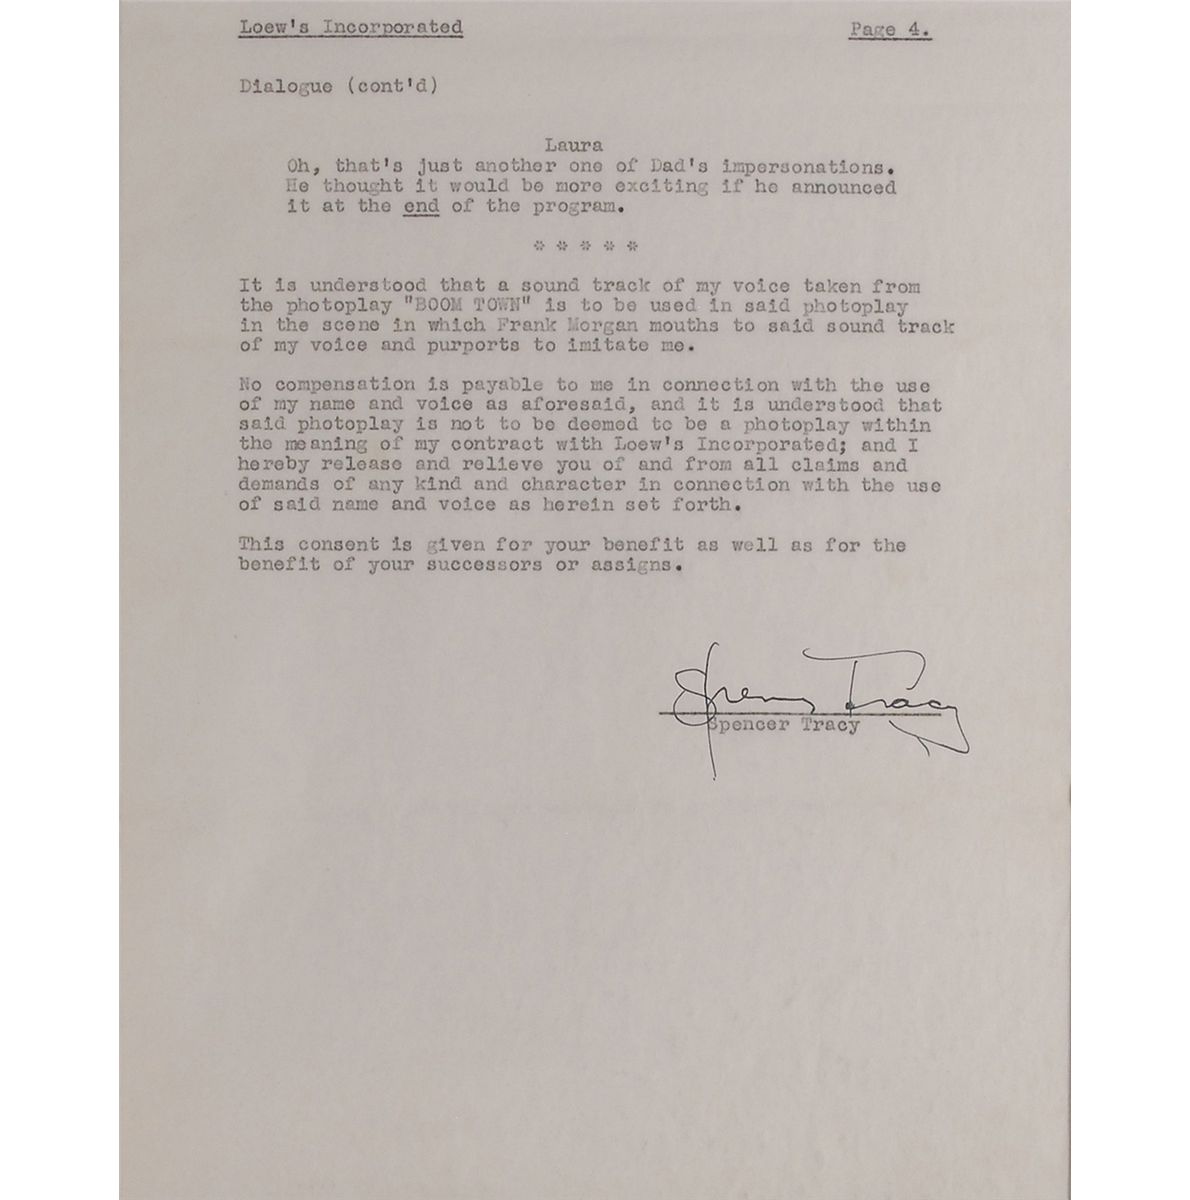 Loew's Incorporated Page 4.
Dialogue (cont'd)
Laura
Oh, that's just another one of Dad's impersonations.
He thought it would be more exciting if he announced
it at the end of the program.
* * * * *
It is understood that a sound track of my voice taken from
the photoplay "BOOM TOWN" is to be used in said photoplay
in the scene in which Frank Morgan mouths to said sound track
of my voice and purports to imitate me.
No compensation is payable to me in connection with the use
of my name and voice as aforesaid, and it is understood that
said photoplay is not to be deemed to be a photoplay within
the meaning of my contract with Loew's Incorporated; and I
hereby release and relieve you of and from all claims and
demands of any kind and character in connection with the use
of said name and voice as herein set forth.
This consent is given for your benefit as well as for the
benefit of your successors or assigns.
Spencer Tracy
Spencer Tracy